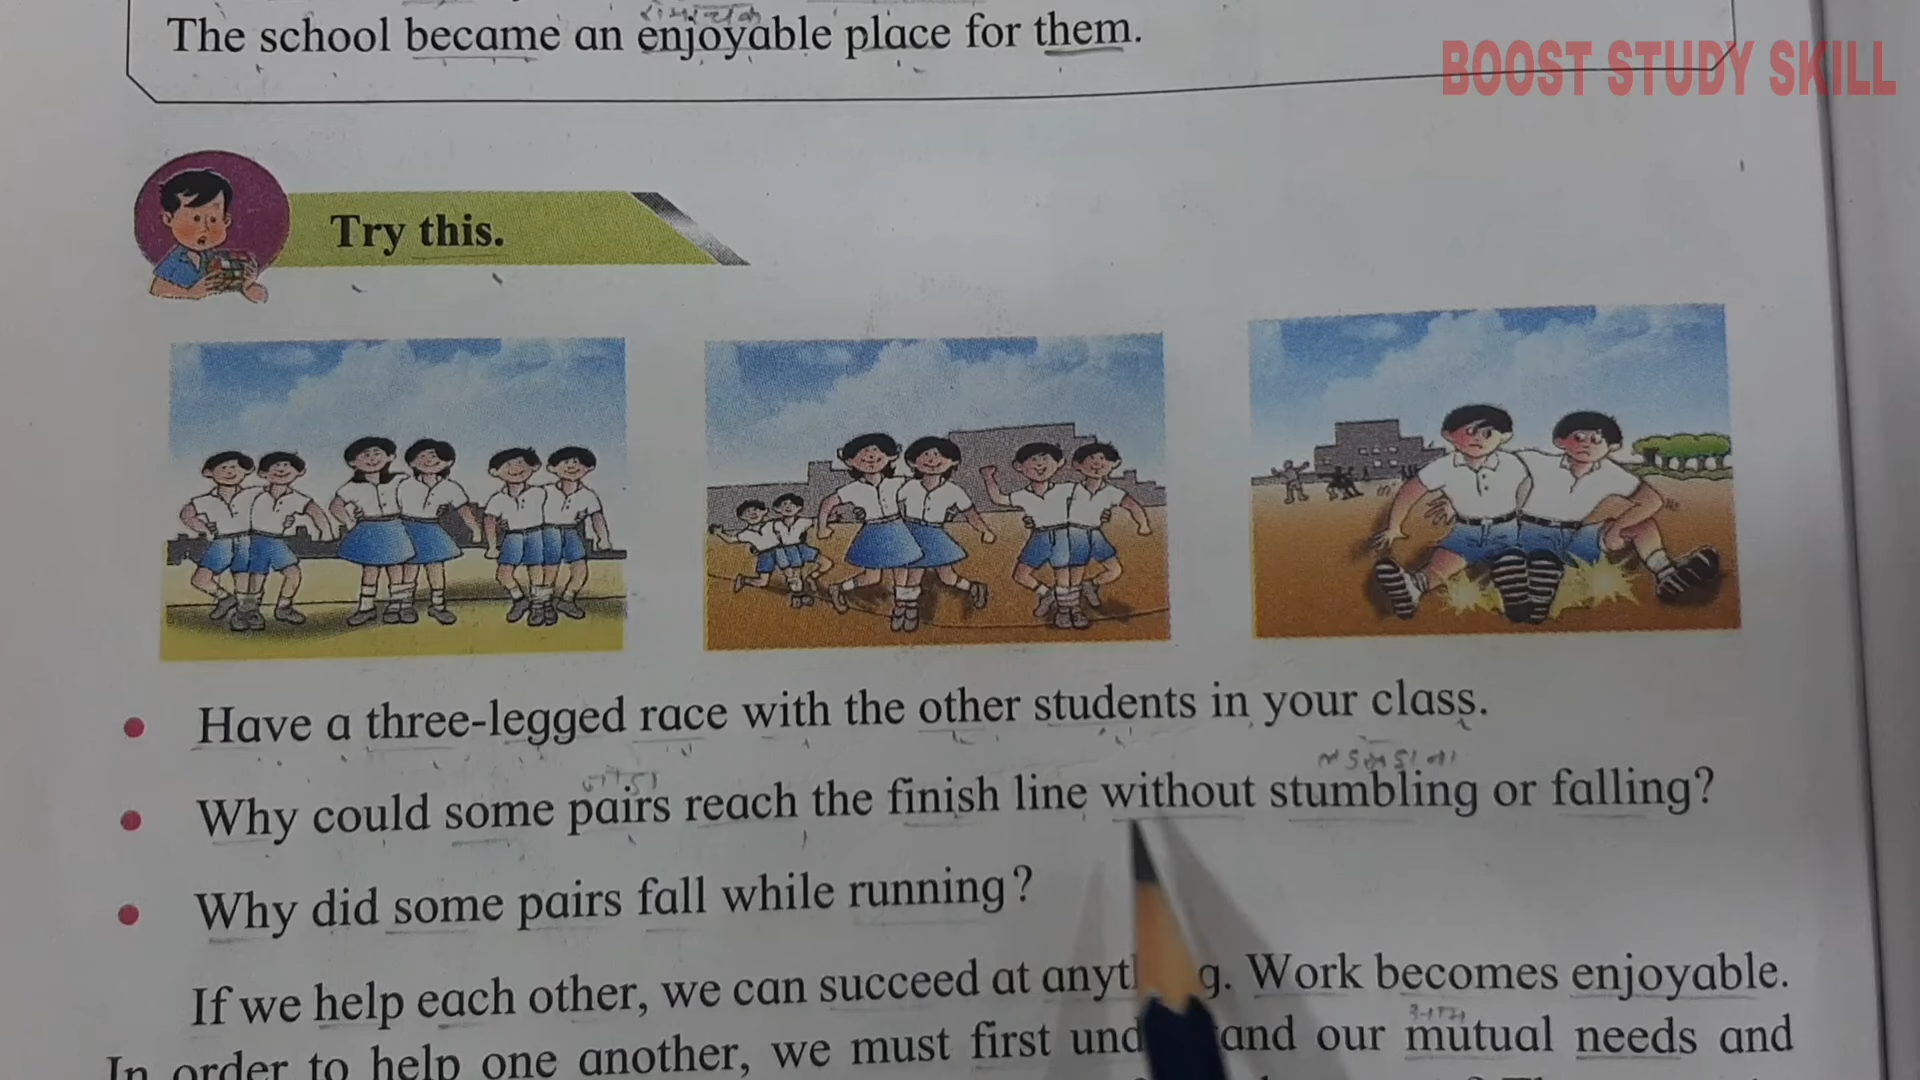 The school became an enjoyable place for them.
BOOST STUDY SKILL
Try this.
Have a three-legged race with the other students in your class.
Why could some pairs reach the finish line without stumbling or falling?
Why did some pairs fall while running?
If we help each other, we can succeed at Work becomes enjoyable.
In order to help one another, we must first our mutual needs and